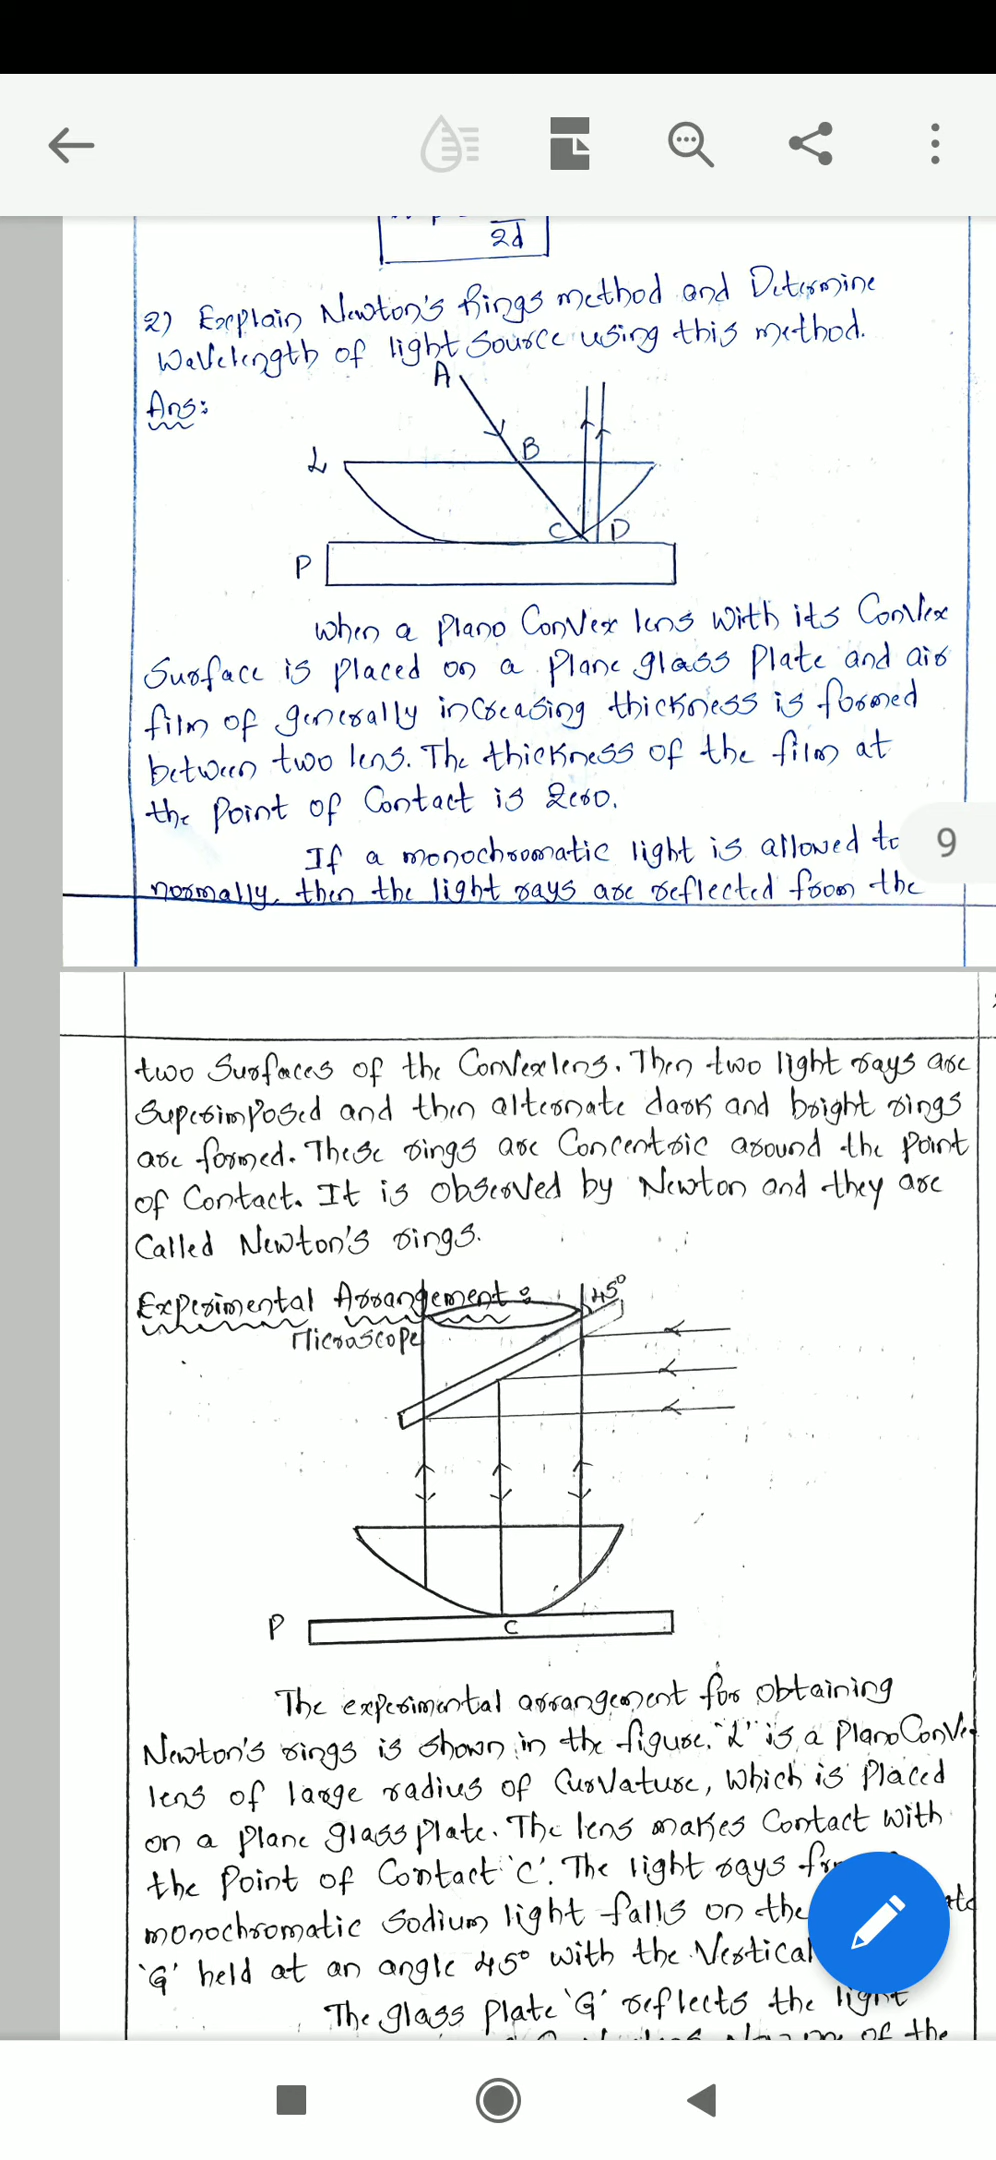 2d
2) Explain Newton's Rings method and Determine
Wavelength of light Source using this method.
A
Ans:
B
L
C D
P
when a plano Convex lens with its Convex
Surface is placed on a plane glass plate and air
film of generally increasing thickness is formed
between two lens. The thickness of the film at
the point of Contact is Zero.
If a monochromatic light is allowed to
9
normally, then the light rays are reflected from the
two Surfaces of the Convexlens. Then two light rays are
Superimposed and then alternate dark and bright rings
are formed. These rings are Concentric around the point
of Contact. It is observed by Newton and they are
Called Newton's rings.
Experimental Arrangement:
45°
Microscope
P
C
The experimental arrangement for obtaining
Newton's rings is shown in the figure. "L" is a Plano Convex
lens of large radius of Curvature, which is placed
on a plane glass plate. The lens makes Contact with
the point of Contact 'C'. The light rays
monochromatic Sodium light falls on the
'G' held at an angle 45° with the Vertical
The glass plate 'G' reflects the light
of the